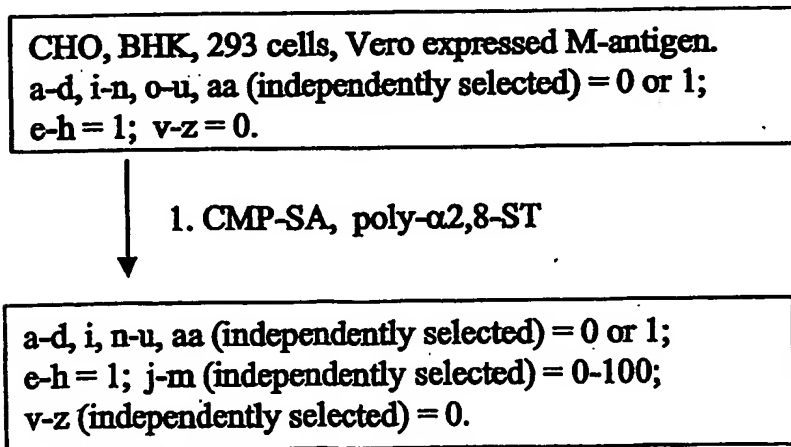 CHO, BHK, 293 cells, Vero expressed M-antigen.
a-d, i-n, o-u, aa (independently selected) = 0 or 1;
e-h = 1; v-z = 0.
1. CMP-SA, poly-α2,8-ST
a-d, i, n-u, aa (independently selected) = 0 or 1;
e-h = 1; j-m (independently selected) = 0-100;
v-z (independently selected) = 0.